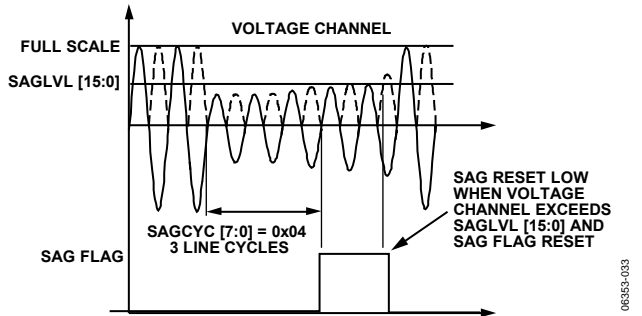 VOLTAGE CHANNEL
FULL SCALE
SAGLVL [15:0]
SAG RESET LOW
WHEN VOLTAGE
CHANNEL EXCEEDS
SAGLVL [15:0] AND
SAG FLAG RESET
SAGCYC [7:0] = 0x04
3 LINE CYCLES
SAG FLAG
06353-033